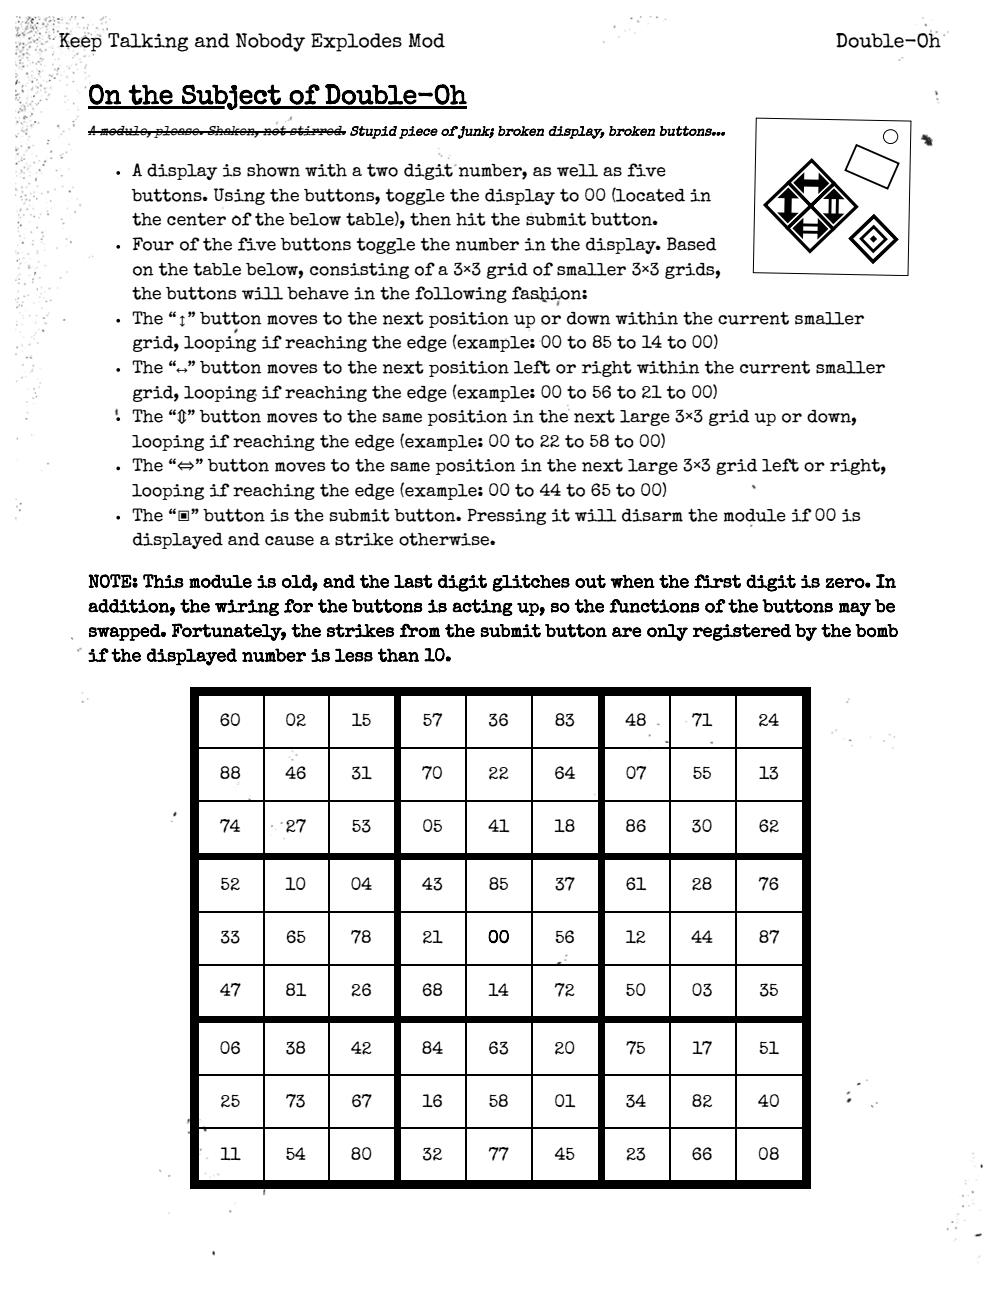 Keep Talking and Nobody Explodes Mod
Double-Oh
On the Subject of Double-Oh
A module, please. Shaken, not stirred. Stupid piece of junk; broken display, broken buttons...
• A display is shown with a two digit number, as well as five
buttons. Using the buttons, toggle the display to 00 (located in
the center of the below table), then hit the submit button.
• Four of the five buttons toggle the number in the display. Based
on the table below, consisting of a 3×3 grid of smaller 3×3 grids,
the buttons will behave in the following fashion:
• The “↕” button moves to the next position up or down within the current smaller
grid, looping if reaching the edge (example: 00 to 85 to 14 to 00)
• The “↔” button moves to the next position left or right within the current smaller
grid, looping if reaching the edge (example: 00 to 56 to 21 to 00)
• The “⇕” button moves to the same position in the next large 3×3 grid up or down,
looping if reaching the edge (example: 00 to 22 to 58 to 00)
• The “⇔” button moves to the same position in the next large 3×3 grid left or right,
looping if reaching the edge (example: 00 to 44 to 65 to 00)
• The “▣” button is the submit button. Pressing it will disarm the module if 00 is
displayed and cause a strike otherwise.
NOTE: This module is old, and the last digit glitches out when the first digit is zero. In
addition, the wiring for the buttons is acting up, so the functions of the buttons may be
swapped. Fortunately, the strikes from the submit button are only registered by the bomb
if the displayed number is less than 10.
60 02 15 57 36 83 48 71 24
88 46 31 70 22 64 07 55 13
74 27 53 05 41 18 86 30 62
52 10 04 43 85 37 61 28 76
33 65 78 21 00 56 12 44 87
47 81 26 68 14 72 50 03 35
06 38 42 84 63 20 75 17 51
25 73 67 16 58 01 34 82 40
11 54 80 32 77 45 23 66 08